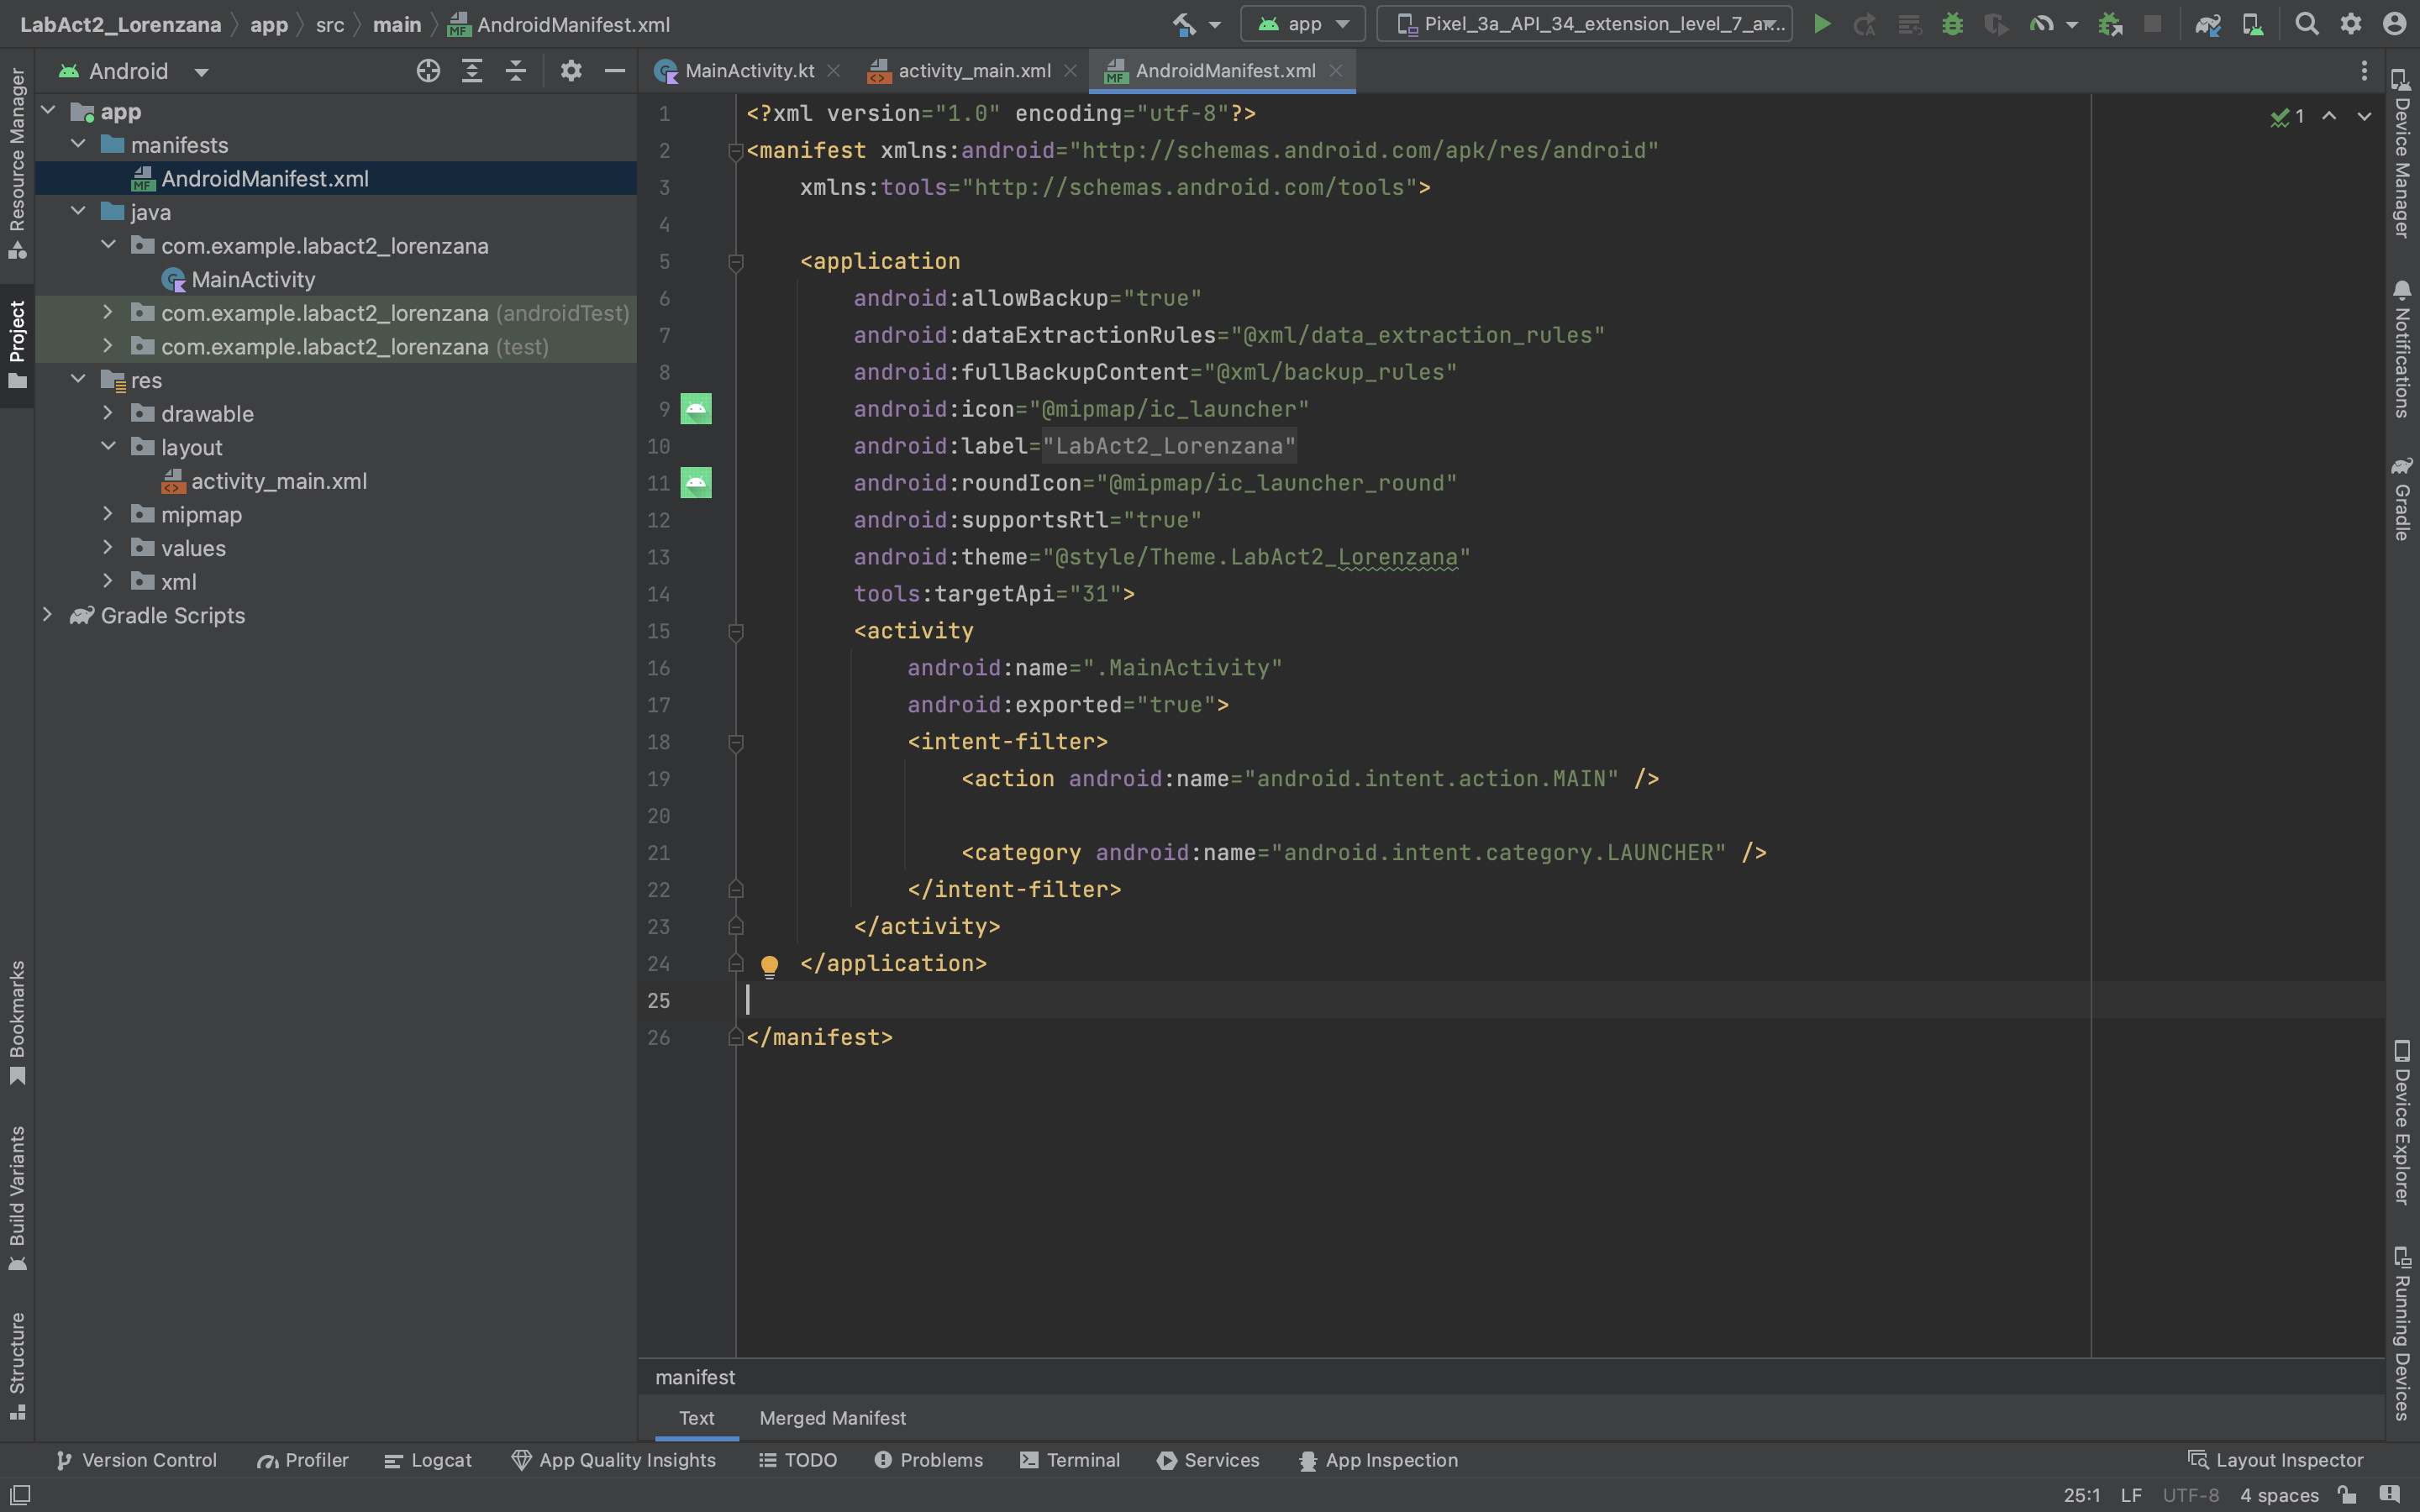 LabAct2_Lorenzana app src main AndroidManifest.xml
app Pixel_3a_API_34_extension_level_7_ar...
Android
MainActivity.kt activity_main.xml AndroidManifest.xml
Resource Manager
Project
Bookmarks
Build Variants
Structure
app
manifests
AndroidManifest.xml
java
com.example.labact2_lorenzana
MainActivity
com.example.labact2_lorenzana (androidTest)
com.example.labact2_lorenzana (test)
res
drawable
layout
activity_main.xml
mipmap
values
xml
Gradle Scripts
1 <?xml version="1.0" encoding="utf-8"?>
2 <manifest xmlns:android="http://schemas.android.com/apk/res/android"
3 xmlns:tools="http://schemas.android.com/tools">
4
5 <application
6 android:allowBackup="true"
7 android:dataExtractionRules="@xml/data_extraction_rules"
8 android:fullBackupContent="@xml/backup_rules"
9 android:icon="@mipmap/ic_launcher"
10 android:label="LabAct2_Lorenzana"
11 android:roundIcon="@mipmap/ic_launcher_round"
12 android:supportsRtl="true"
13 android:theme="@style/Theme.LabAct2_Lorenzana"
14 tools:targetApi="31">
15 <activity
16 android:name=".MainActivity"
17 android:exported="true">
18 <intent-filter>
19 <action android:name="android.intent.action.MAIN" />
20
21 <category android:name="android.intent.category.LAUNCHER" />
22 </intent-filter>
23 </activity>
24 </application>
25
26 </manifest>
1
Device Manager
Notifications
Gradle
Device Explorer
Running Devices
manifest
Text Merged Manifest
Version Control Profiler Logcat App Quality Insights TODO Problems Terminal Services App Inspection Layout Inspector
25:1 LF UTF-8 4 spaces